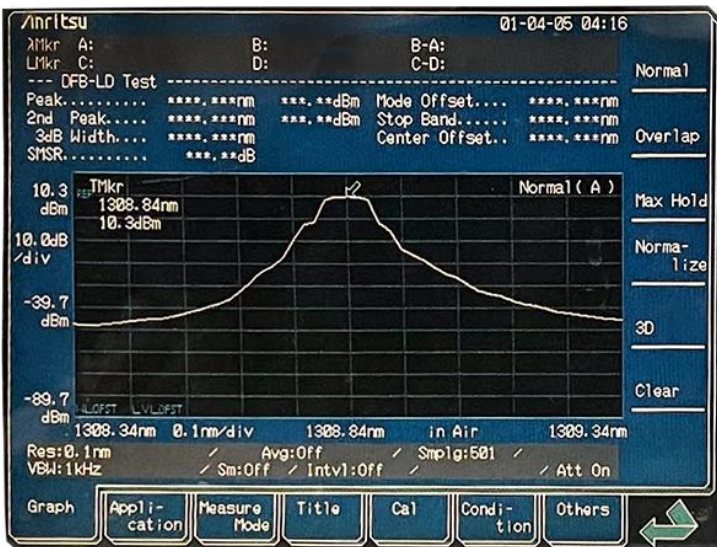 Anritsu 01-04-05 04:16
λMkr A: B: B-A:
LMkr C: D: C-D:
--- DFB-LD Test ---
Peak.......... ****.***nm ***.**dBm Mode Offset.... ****.***nm
2nd Peak..... ****.***nm ***.**dBm Stop Band...... ****.***nm
3dB Width.... ****.***nm Center Offset.. ****.***nm
SMSR.......... ***.**dB
Normal
Overlap
Max Hold
Norma-
lize
3D
Clear
10.3
dBm
REF
TMkr
1308.84nm
10.3dBm
Normal(A)
10.0dB
/div
-39.7
dBm
-89.7
dBm
WLOFST LVLOFST
1308.34nm 0.1nm/div 1308.84nm in Air 1309.34nm
Res:0.1nm / Avg:Off / Smplg:501 /
VBW:1kHz / Sm:Off / Intvl:Off / / Att On
Graph
Appli-
cation
Measure
Mode
Title
Cal
Condi-
tion
Others